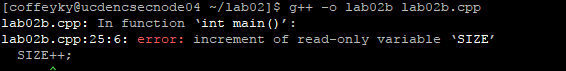 [coffeyky@ucdencsecnode04 ~/lab02]$ g++ -o lab02b lab02b.cpp
lab02b.cpp: In function ‘int main()’:
lab02b.cpp:25:6: error: increment of read-only variable ‘SIZE’
  SIZE++;
      ^